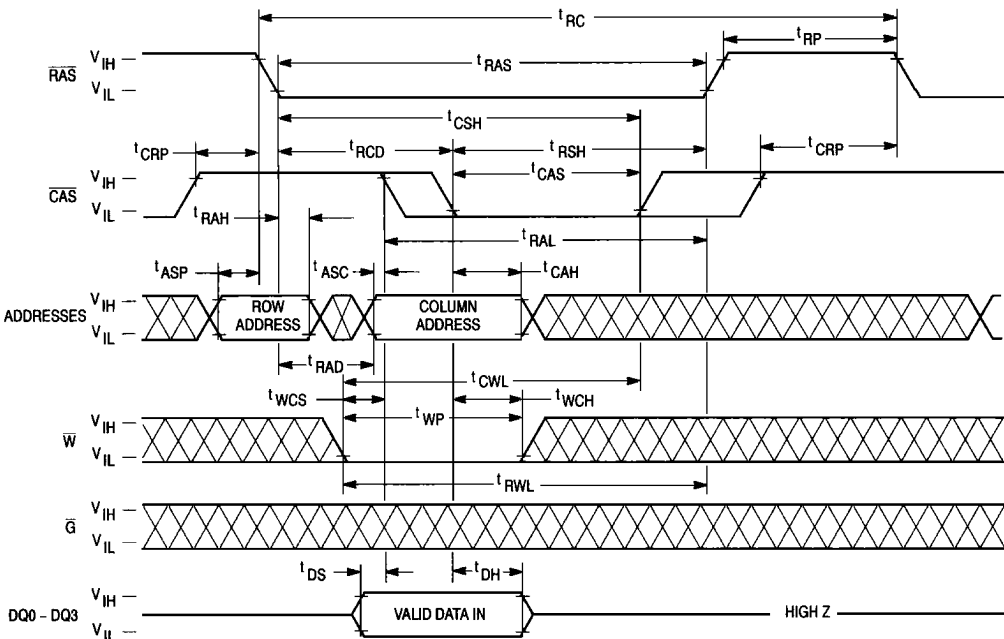 t RC
t RP
V IH
RAS
t RAS
V IL
t CSH
t CRP
t RCD
t RSH
t CRP
V IH
CAS
t CAS
V IL
t RAH
t RAL
t ASP
t ASC
t CAH
V IH
ADDRESSES
ROW
ADDRESS
COLUMN
ADDRESS
V IL
t RAD
t CWL
t WCS
t WCH
t WP
V IH
W
V IL
t RWL
V IH
G
V IL
t DS
t DH
V IH
DQ0 – DQ3
VALID DATA IN
HIGH Z
V IL